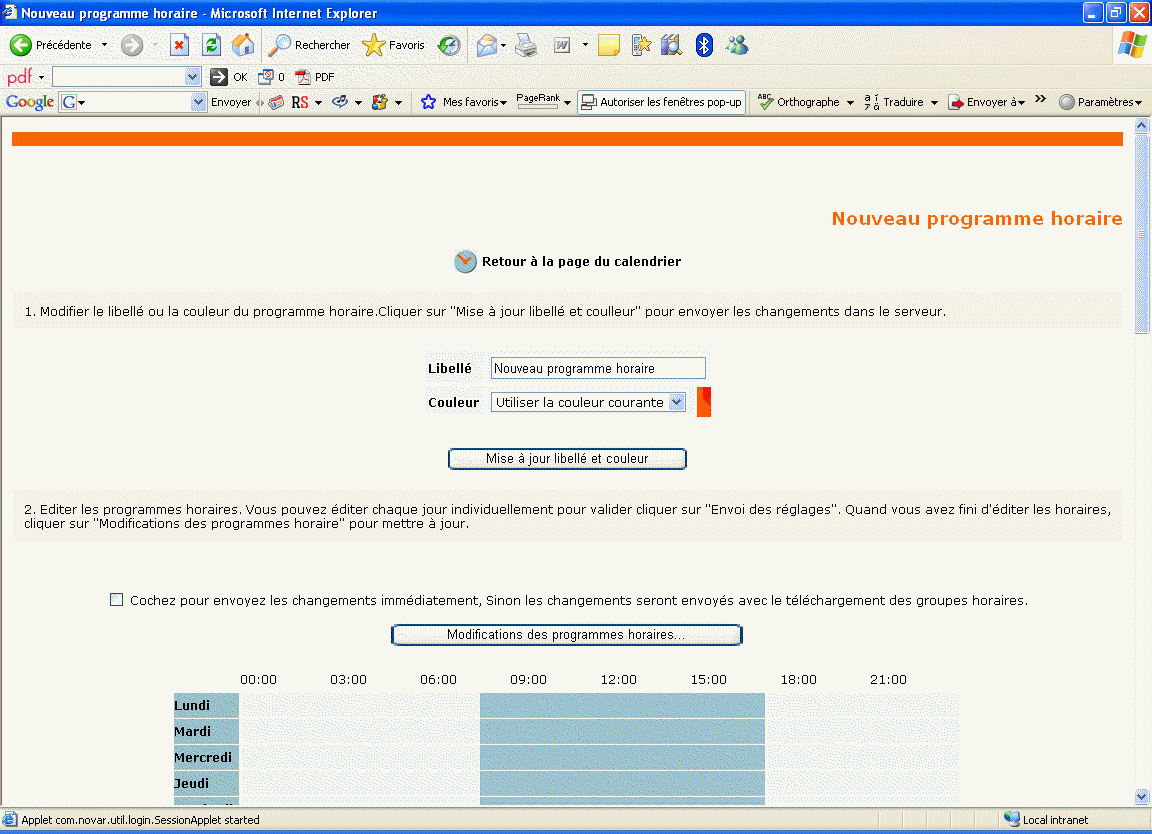 Nouveau programme horaire - Microsoft Internet Explorer
Précédente Rechercher Favoris W
pdf OK 0 PDF
Google G Envoyer RS Mes favoris PageRank Autoriser les fenêtres pop-up ABC Orthographe Traduire Envoyer à » Paramètres
Nouveau programme horaire
Retour à la page du calendrier
1. Modifier le libellé ou la couleur du programme horaire.Cliquer sur "Mise à jour libellé et coulleur" pour envoyer les changements dans le serveur.
Libellé Nouveau programme horaire
Couleur Utiliser la couleur courante
Mise à jour libellé et couleur
2. Editer les programmes horaires. Vous pouvez éditer chaque jour individuellement pour valider cliquer sur "Envoi des réglages". Quand vous avez fini d'éditer les horaires,
cliquer sur "Modifications des programmes horaire" pour mettre à jour.
Cochez pour envoyez les changements immédiatement, Sinon les changements seront envoyés avec le téléchargement des groupes horaires.
Modifications des programmes horaires...
00:00 03:00 06:00 09:00 12:00 15:00 18:00 21:00
Lundi
Mardi
Mercredi
Jeudi
Applet com.novar.util.login.SessionApplet started Local intranet